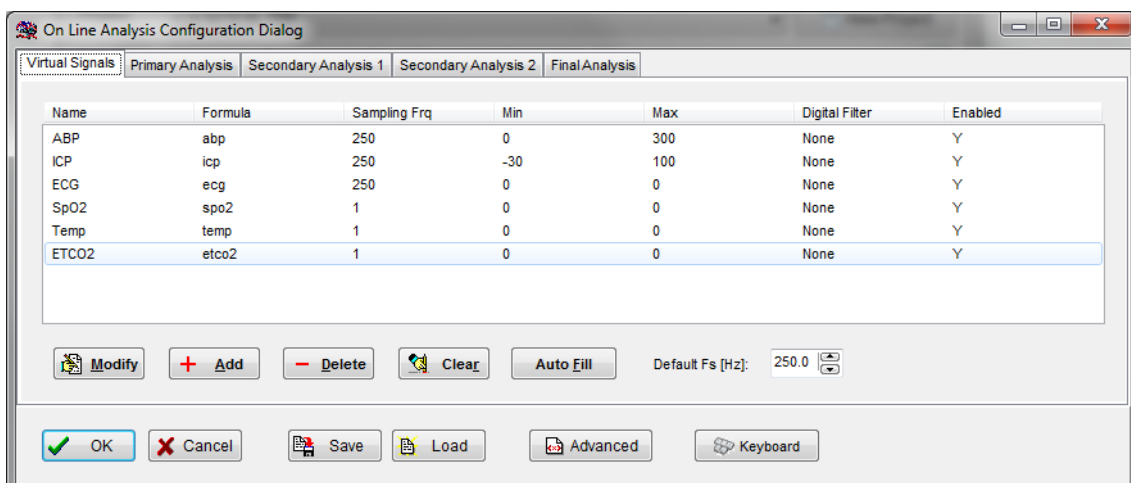 On Line Analysis Configuration Dialog
Virtual Signals Primary Analysis Secondary Analysis 1 Secondary Analysis 2 Final Analysis
Name Formula Sampling Frq Min Max Digital Filter Enabled
ABP abp 250 0 300 None Y
ICP icp 250 -30 100 None Y
ECG ecg 250 0 0 None Y
SpO2 spo2 1 0 0 None Y
Temp temp 1 0 0 None Y
ETCO2 etco2 1 0 0 None Y
Modify Add Delete Clear Auto Fill Default Fs [Hz]: 250.0
OK Cancel Save Load Advanced Keyboard